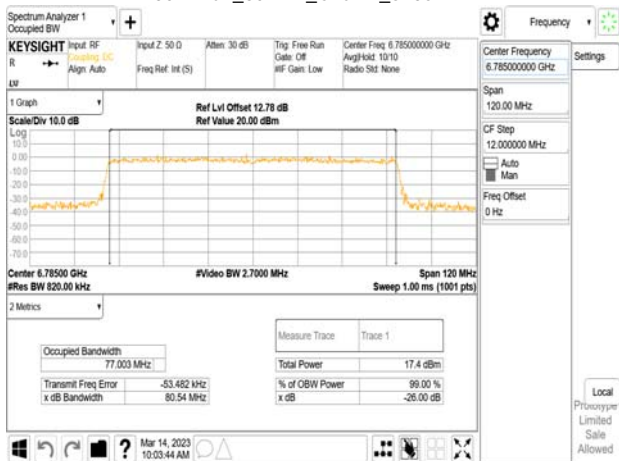 Spectrum Analyzer 1
Occupied BW
Frequency
KEYSIGHT
R
LXI
Input: RF
Coupling: DC
Align: Auto
Input Z: 50 Ω
Freq Ref: Int (S)
Atten: 30 dB
Trig: Free Run
Gate: Off
#IF Gain: Low
Center Freq: 6.785000000 GHz
Avg|Hold: 10/10
Radio Std: None
1 Graph
Scale/Div 10.0 dB
Ref Lvl Offset 12.78 dB
Ref Value 20.00 dBm
Log
10.0
0.00
-10.0
-20.0
-30.0
-40.0
-50.0
-60.0
-70.0
Center 6.78500 GHz
#Res BW 820.00 kHz
#Video BW 2.7000 MHz
Span 120 MHz
Sweep 1.00 ms (1001 pts)
2 Metrics
Measure Trace Trace 1
Occupied Bandwidth
77.003 MHz
Total Power 17.4 dBm
Transmit Freq Error -53.482 kHz
% of OBW Power 99.00 %
x dB Bandwidth 80.54 MHz
x dB -26.00 dB
Center Frequency
6.785000000 GHz
Settings
Span
120.00 MHz
CF Step
12.000000 MHz
Auto
Man
Freq Offset
0 Hz
Local
Prototype
Limited
Sale
Allowed
?
Mar 14, 2023
10:03:44 AM